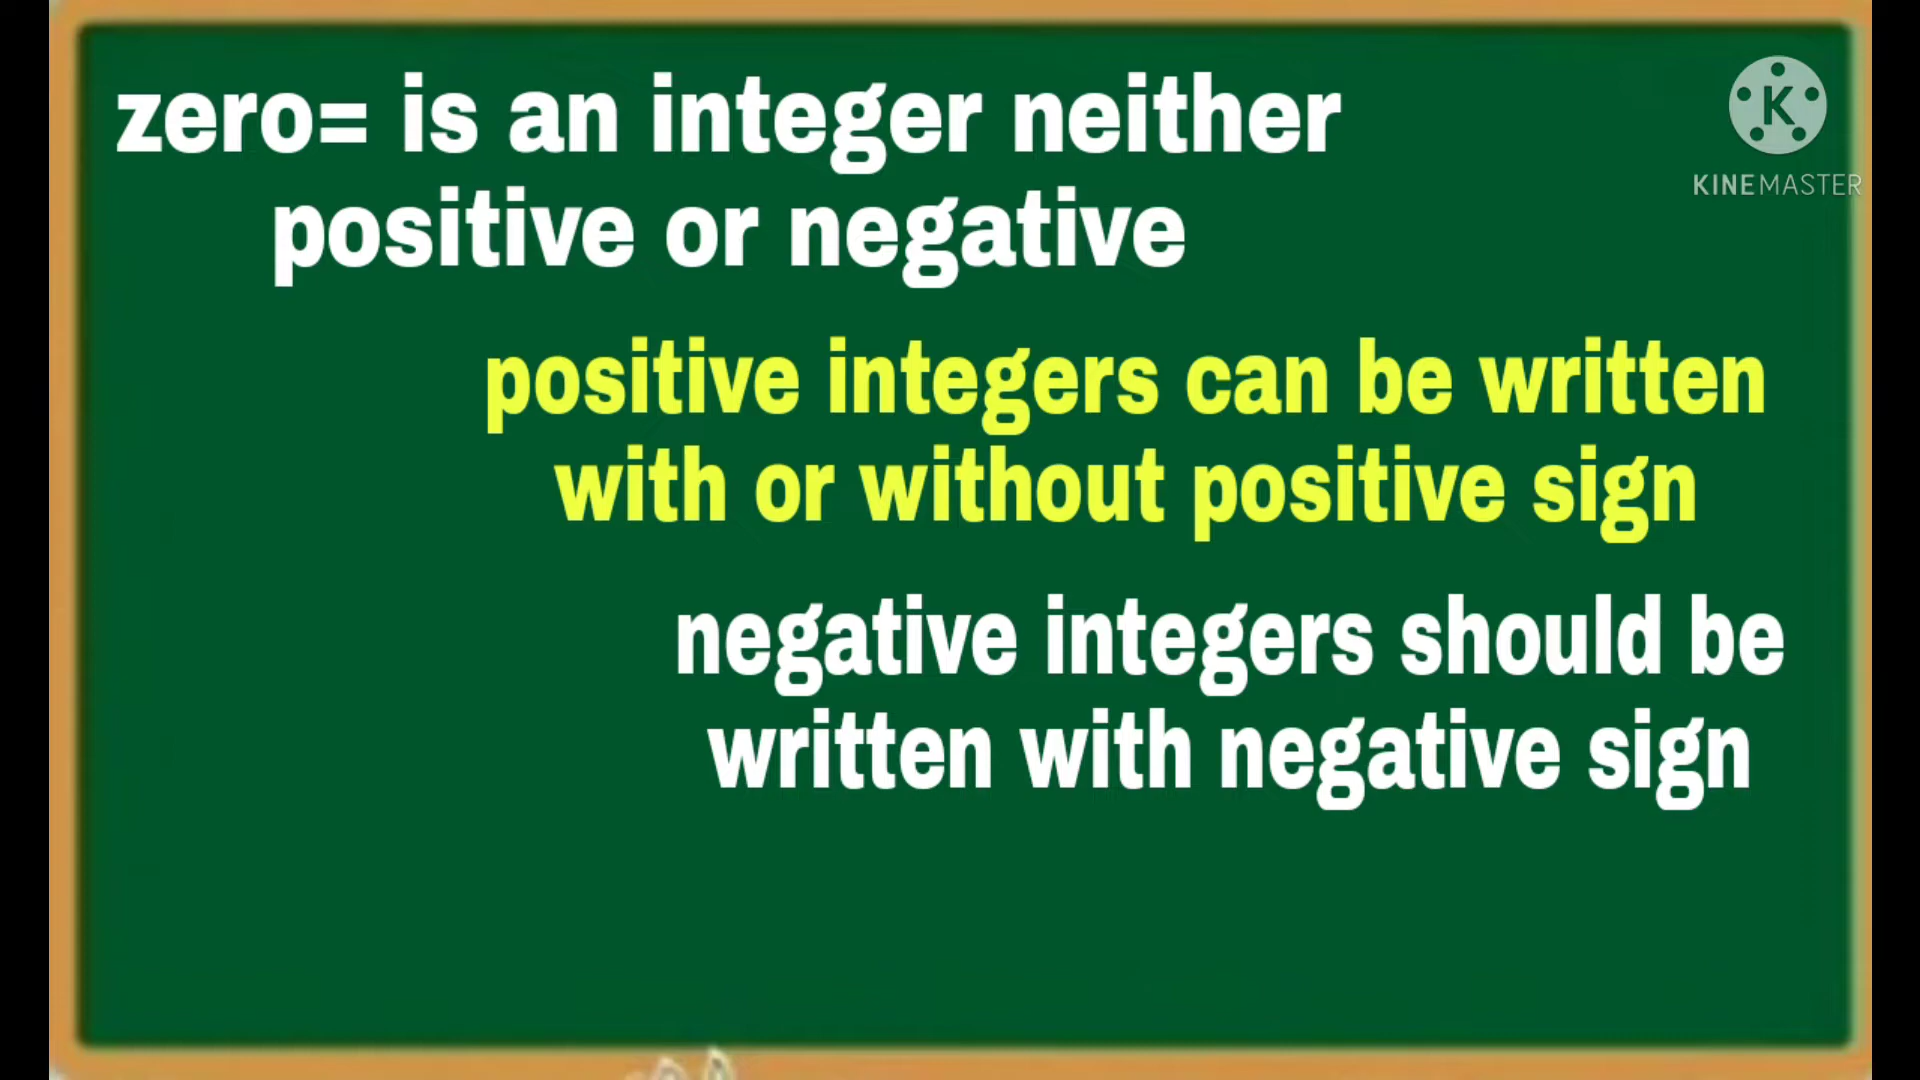 zero= is an integer neither
positive or negative
K
KINEMASTER
positive integers can be written
with or without positive sign
negative integers should be
written with negative sign